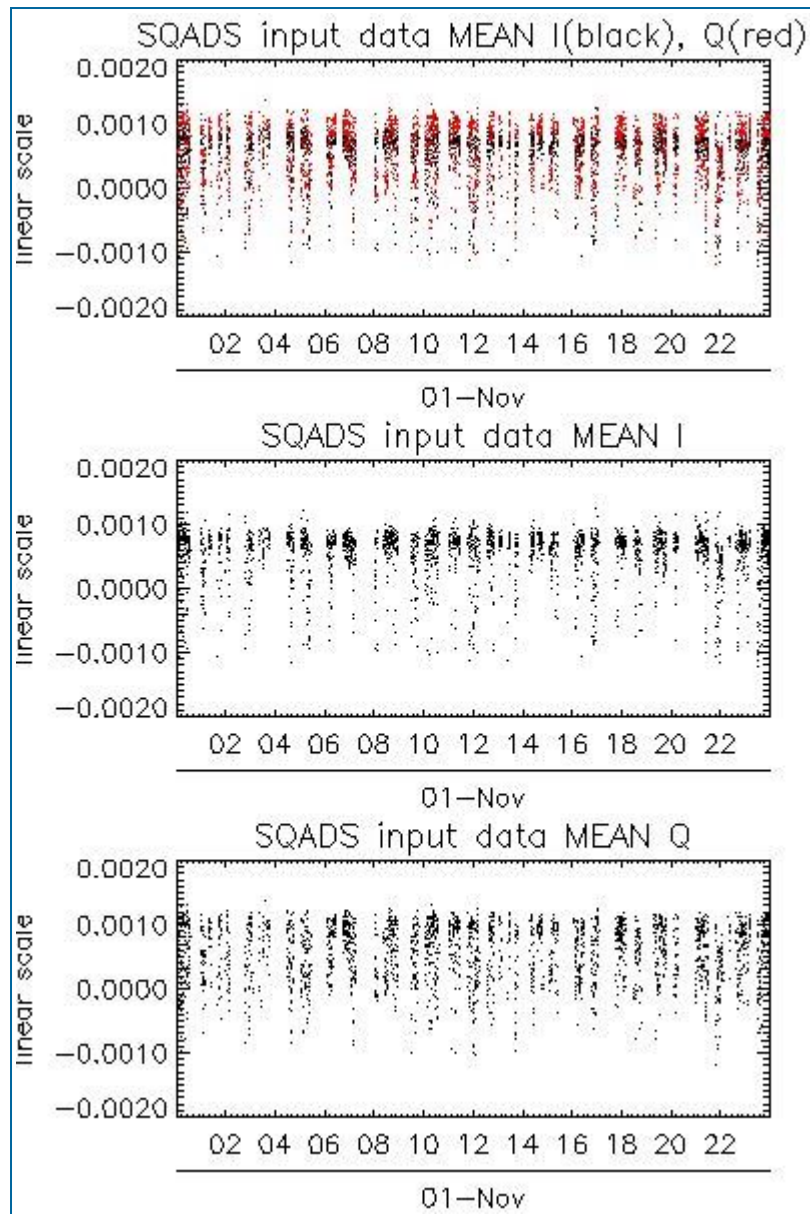 SQADS input data MEAN I(black), Q(red)
linear scale
0.0020
0.0010
0.0000
−0.0010
−0.0020
02 04 06 08 10 12 14 16 18 20 22
01−Nov
SQADS input data MEAN I
linear scale
0.0020
0.0010
0.0000
−0.0010
−0.0020
02 04 06 08 10 12 14 16 18 20 22
01−Nov
SQADS input data MEAN Q
linear scale
0.0020
0.0010
0.0000
−0.0010
−0.0020
02 04 06 08 10 12 14 16 18 20 22
01−Nov